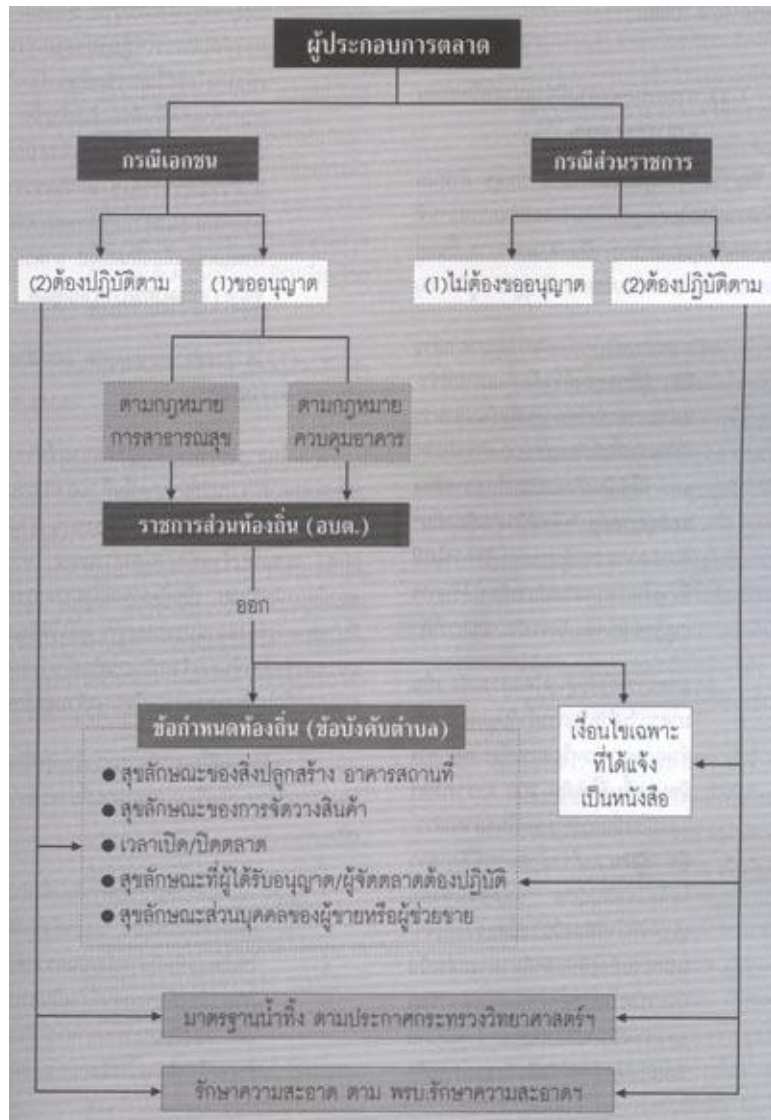 ผู้ประกอบการตลาด
กรณีเอกชน
กรณีส่วนราชการ
(2)ต้องปฏิบัติตาม
(1)ขออนุญาต
(1)ไม่ต้องขออนุญาต
(2)ต้องปฏิบัติตาม
ตามกฎหมาย
การสาธารณสุข
ตามกฎหมาย
ควบคุมอาคาร
ราชการส่วนท้องถิ่น (อบต.)
ออก
ข้อกำหนดท้องถิ่น (ข้อบังคับตำบล)
● สุขลักษณะของสิ่งปลูกสร้าง อาคารสถานที่
● สุขลักษณะของการจัดวางสินค้า
● เวลาเปิด/ปิดตลาด
● สุขลักษณะที่ผู้ได้รับอนุญาต/ผู้จัดตลาดต้องปฏิบัติ
● สุขลักษณะส่วนบุคคลของผู้ขายหรือผู้ช่วยขาย
เงื่อนไขเฉพาะ
ที่ได้แจ้ง
เป็นหนังสือ
มาตรฐานน้ำทิ้ง ตามประกาศกระทรวงวิทยาศาสตร์ฯ
รักษาความสะอาด ตาม พรบ.รักษาความสะอาดฯ